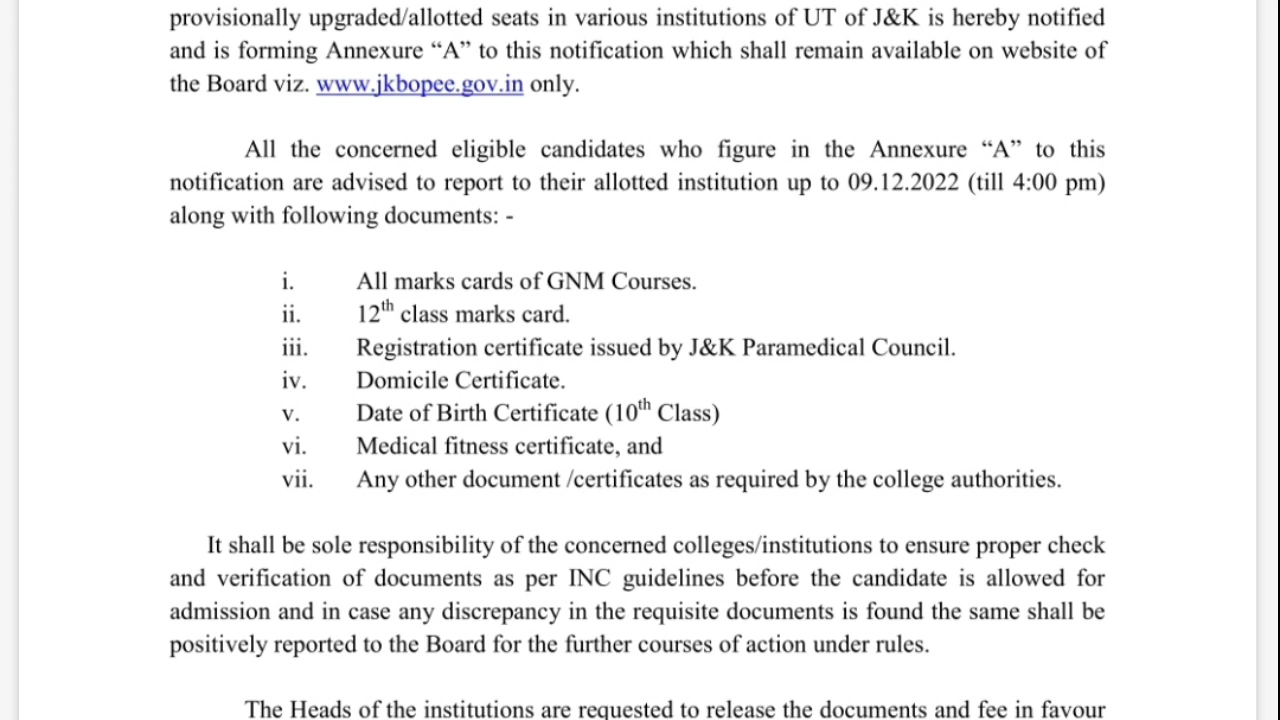 provisionally upgraded/allotted seats in various institutions of UT of J&K is hereby notified
and is forming Annexure “A” to this notification which shall remain available on website of
the Board viz. www.jkbopee.gov.in only.
All the concerned eligible candidates who figure in the Annexure “A” to this
notification are advised to report to their allotted institution up to 09.12.2022 (till 4:00 pm)
along with following documents: -
i. All marks cards of GNM Courses.
ii. 12th class marks card.
iii. Registration certificate issued by J&K Paramedical Council.
iv. Domicile Certificate.
v. Date of Birth Certificate (10th Class)
vi. Medical fitness certificate, and
vii. Any other document /certificates as required by the college authorities.
It shall be sole responsibility of the concerned colleges/institutions to ensure proper check
and verification of documents as per INC guidelines before the candidate is allowed for
admission and in case any discrepancy in the requisite documents is found the same shall be
positively reported to the Board for the further courses of action under rules.
The Heads of the institutions are requested to release the documents and fee in favour